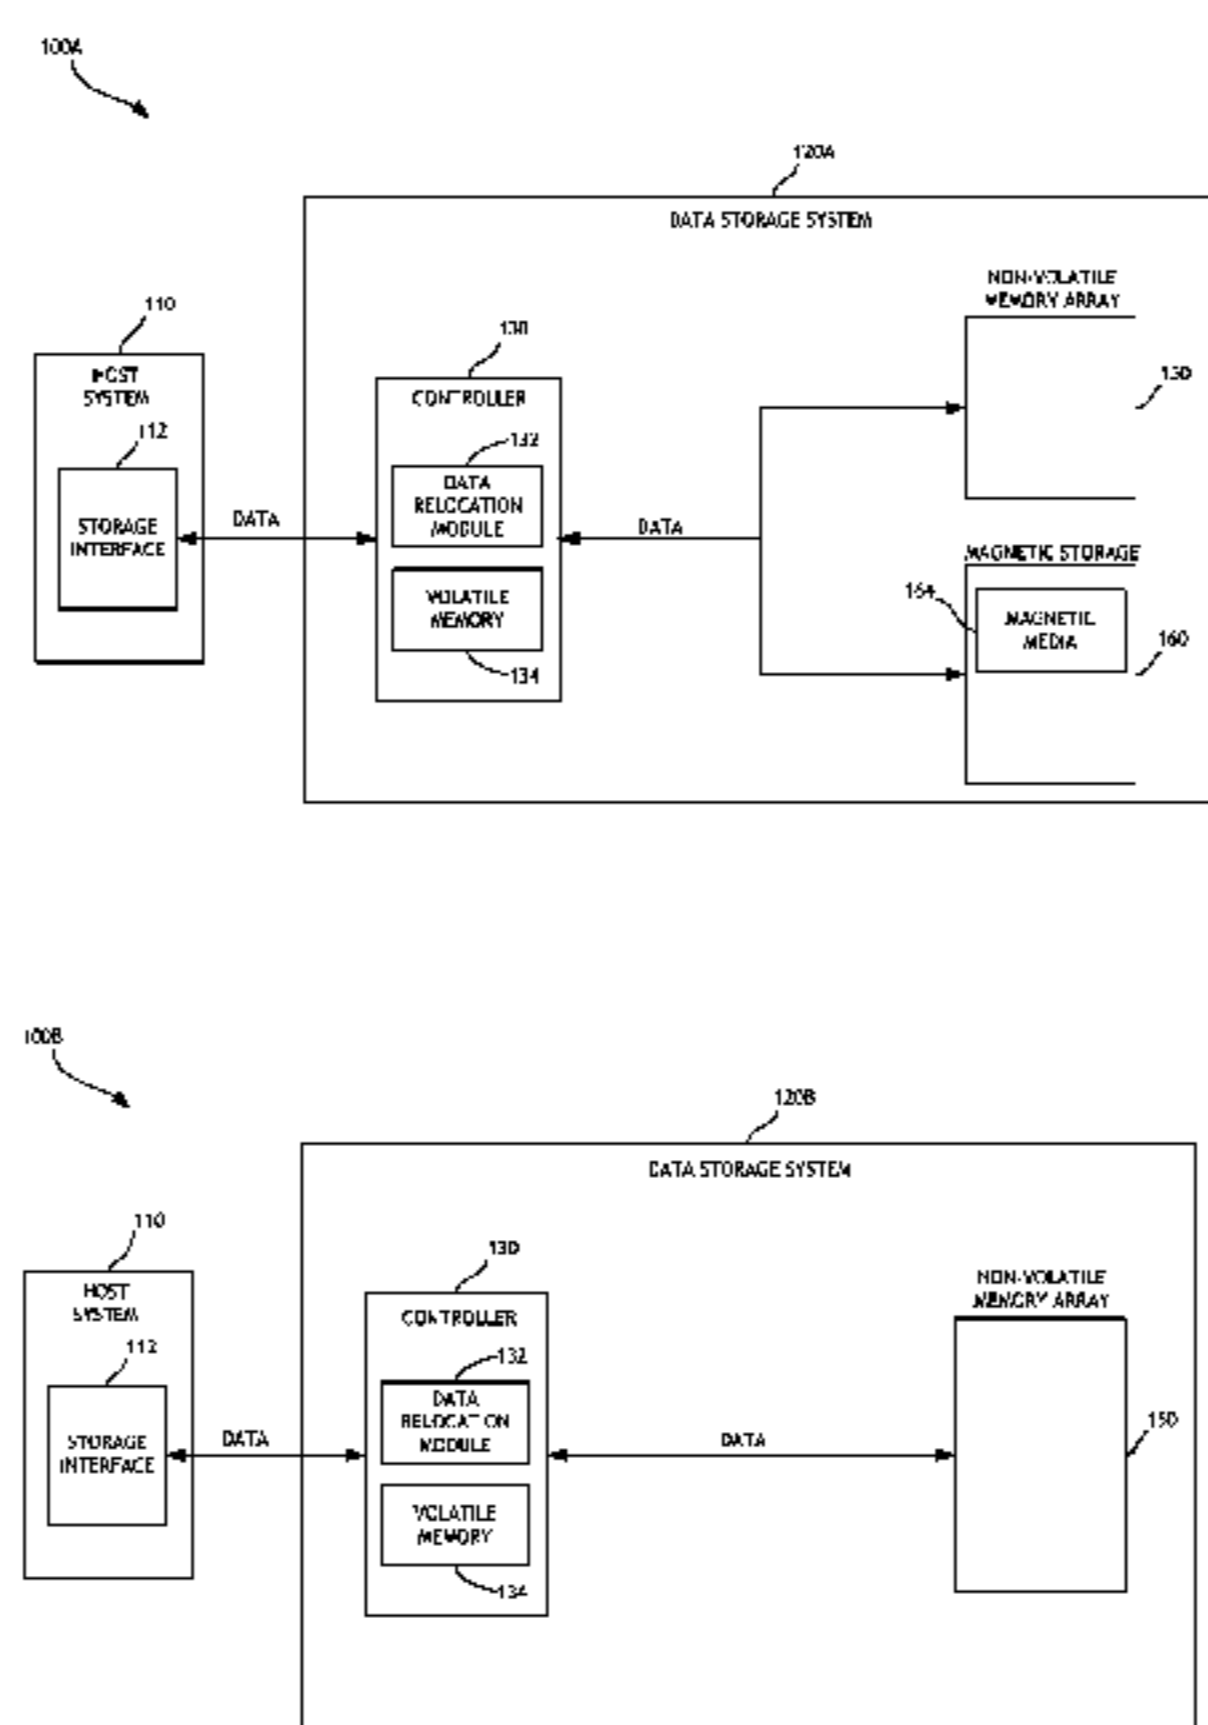 100A
120A
DATA STORAGE SYSTEM
NON-VOLATILE
MEMORY ARRAY
110
130
150
HOST
SYSTEM
CONTROLLER
112
132
DATA
RELOCATION
MODULE
STORAGE
INTERFACE
DATA
DATA
MAGNETIC STORAGE
164
MAGNETIC
MEDIA
160
VOLATILE
MEMORY
134
100B
120B
DATA STORAGE SYSTEM
110
130
NON-VOLATILE
MEMORY ARRAY
HOST
SYSTEM
CONTROLLER
112
132
DATA
RELOCATION
MODULE
150
STORAGE
INTERFACE
DATA
DATA
VOLATILE
MEMORY
134